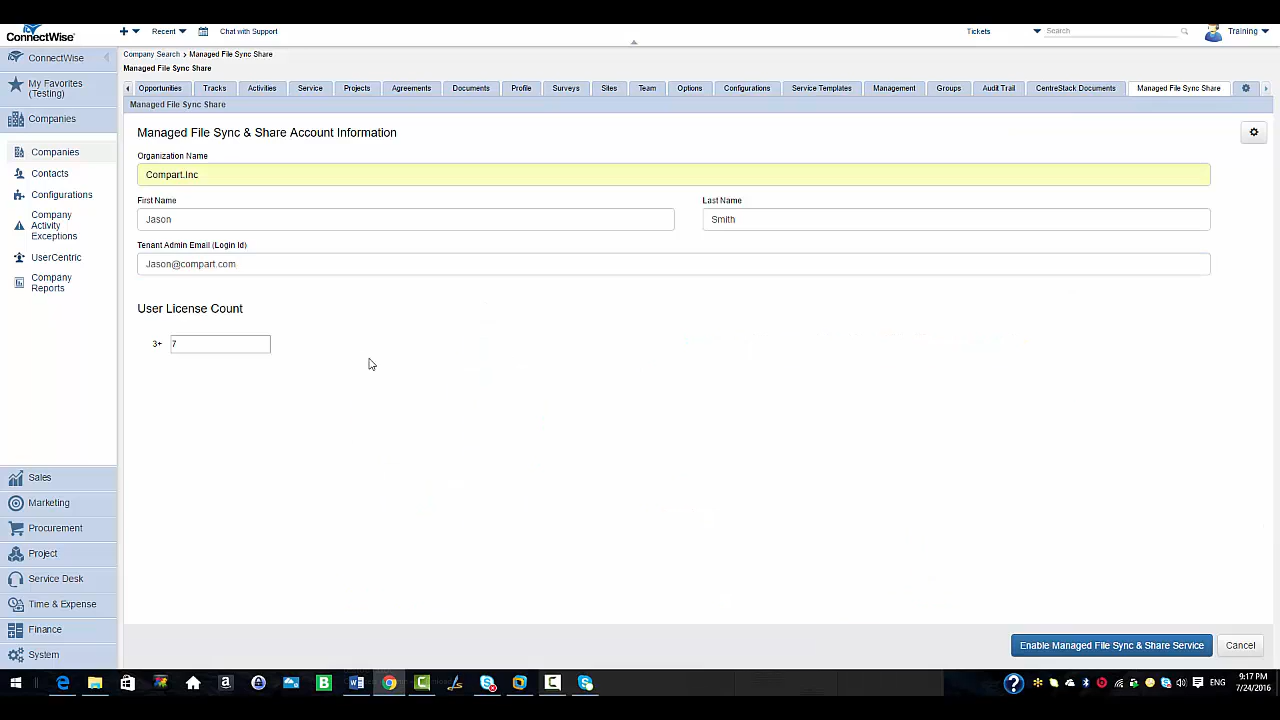 ConnectWise
Recent
Chat with Support
Tickets
Search
Training
ConnectWise
My Favorites
(Testing)
Companies
Companies
Contacts
Configurations
Company
Activity
Exceptions
UserCentric
Company
Reports
Sales
Marketing
Procurement
Project
Service Desk
Time & Expense
Finance
System
Company Search > Managed File Sync Share
Managed File Sync Share
Opportunities Tracks Activities Service Projects Agreements Documents Profile Surveys Sites Team Options Configurations Service Templates Management Groups Audit Trail CentreStack Documents Managed File Sync Share
Managed File Sync Share
Managed File Sync & Share Account Information
Organization Name
Compart.Inc
First Name Last Name
Jason Smith
Tenant Admin Email (Login Id)
Jason@compart.com
User License Count
3+ 7
Enable Managed File Sync & Share Service Cancel
ENG
9:17 PM
7/24/2016